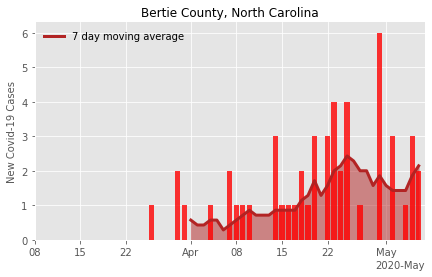 Bertie County, North Carolina
7 day moving average
New Covid-19 Cases
6
5
4
3
2
1
0
08 15 22 Apr 08 15 22 May
2020-May